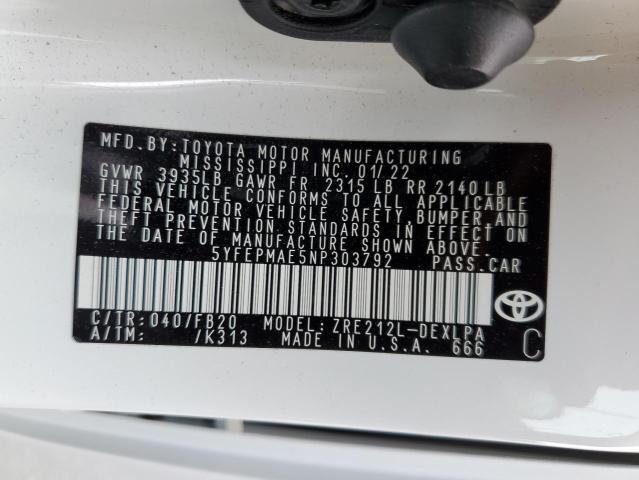 MFD.BY:TOYOTA MOTOR MANUFACTURING
MISSISSIPPI INC. 01/22
GVWR 3935LB GAWR FR 2315 LB RR 2140 LB
THIS VEHICLE CONFORMS TO ALL APPLICABLE
FEDERAL MOTOR VEHICLE SAFETY, BUMPER, AND
THEFT PREVENTION STANDARDS IN EFFECT ON
THE DATE OF MANUFACTURE SHOWN ABOVE.
5YFEPMAE5NP303792 PASS.CAR
C/TR:040/FB20 MODEL:ZRE212L-DEXLPA
A/TM: /K313 MADE IN U.S.A. 666 C